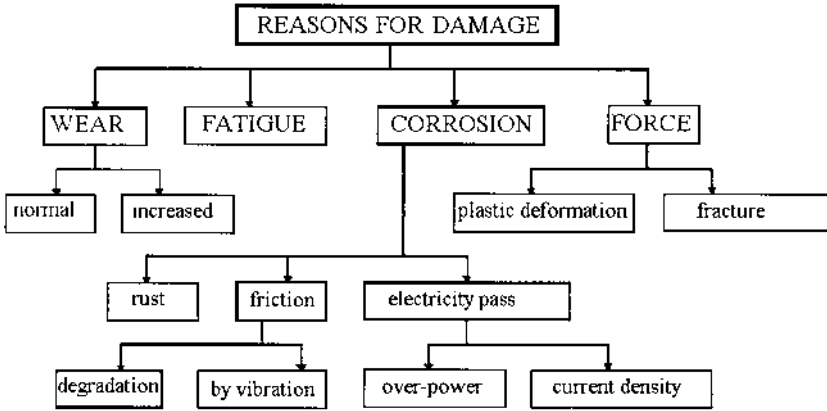 REASONS FOR DAMAGE
WEAR
FATIGUE
CORROSION
FORCE
normal
increased
plastic deformation
fracture
rust
friction
electricity pass
degradation
by vibration
over-power
current density